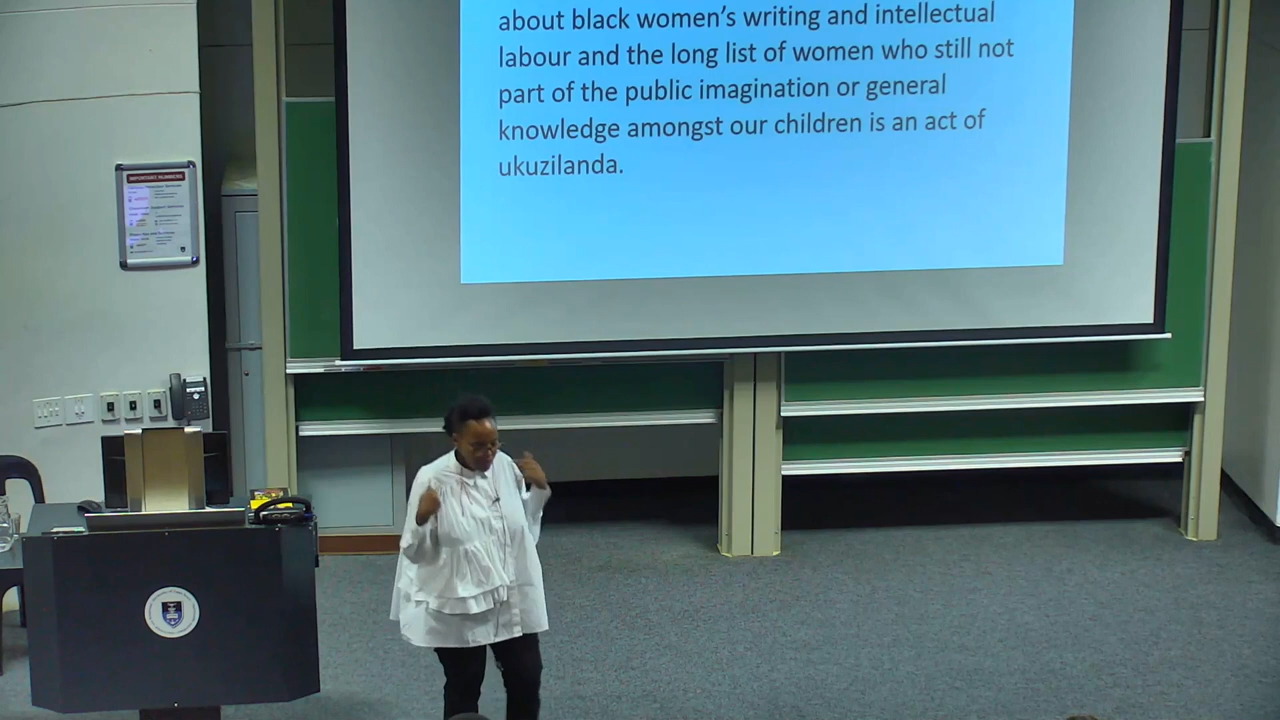 about black women's writing and intellectual
labour and the long list of women who still not
part of the public imagination or general
knowledge amongst our children is an act of
ukuzilanda.
IMPORTANT NUMBERS